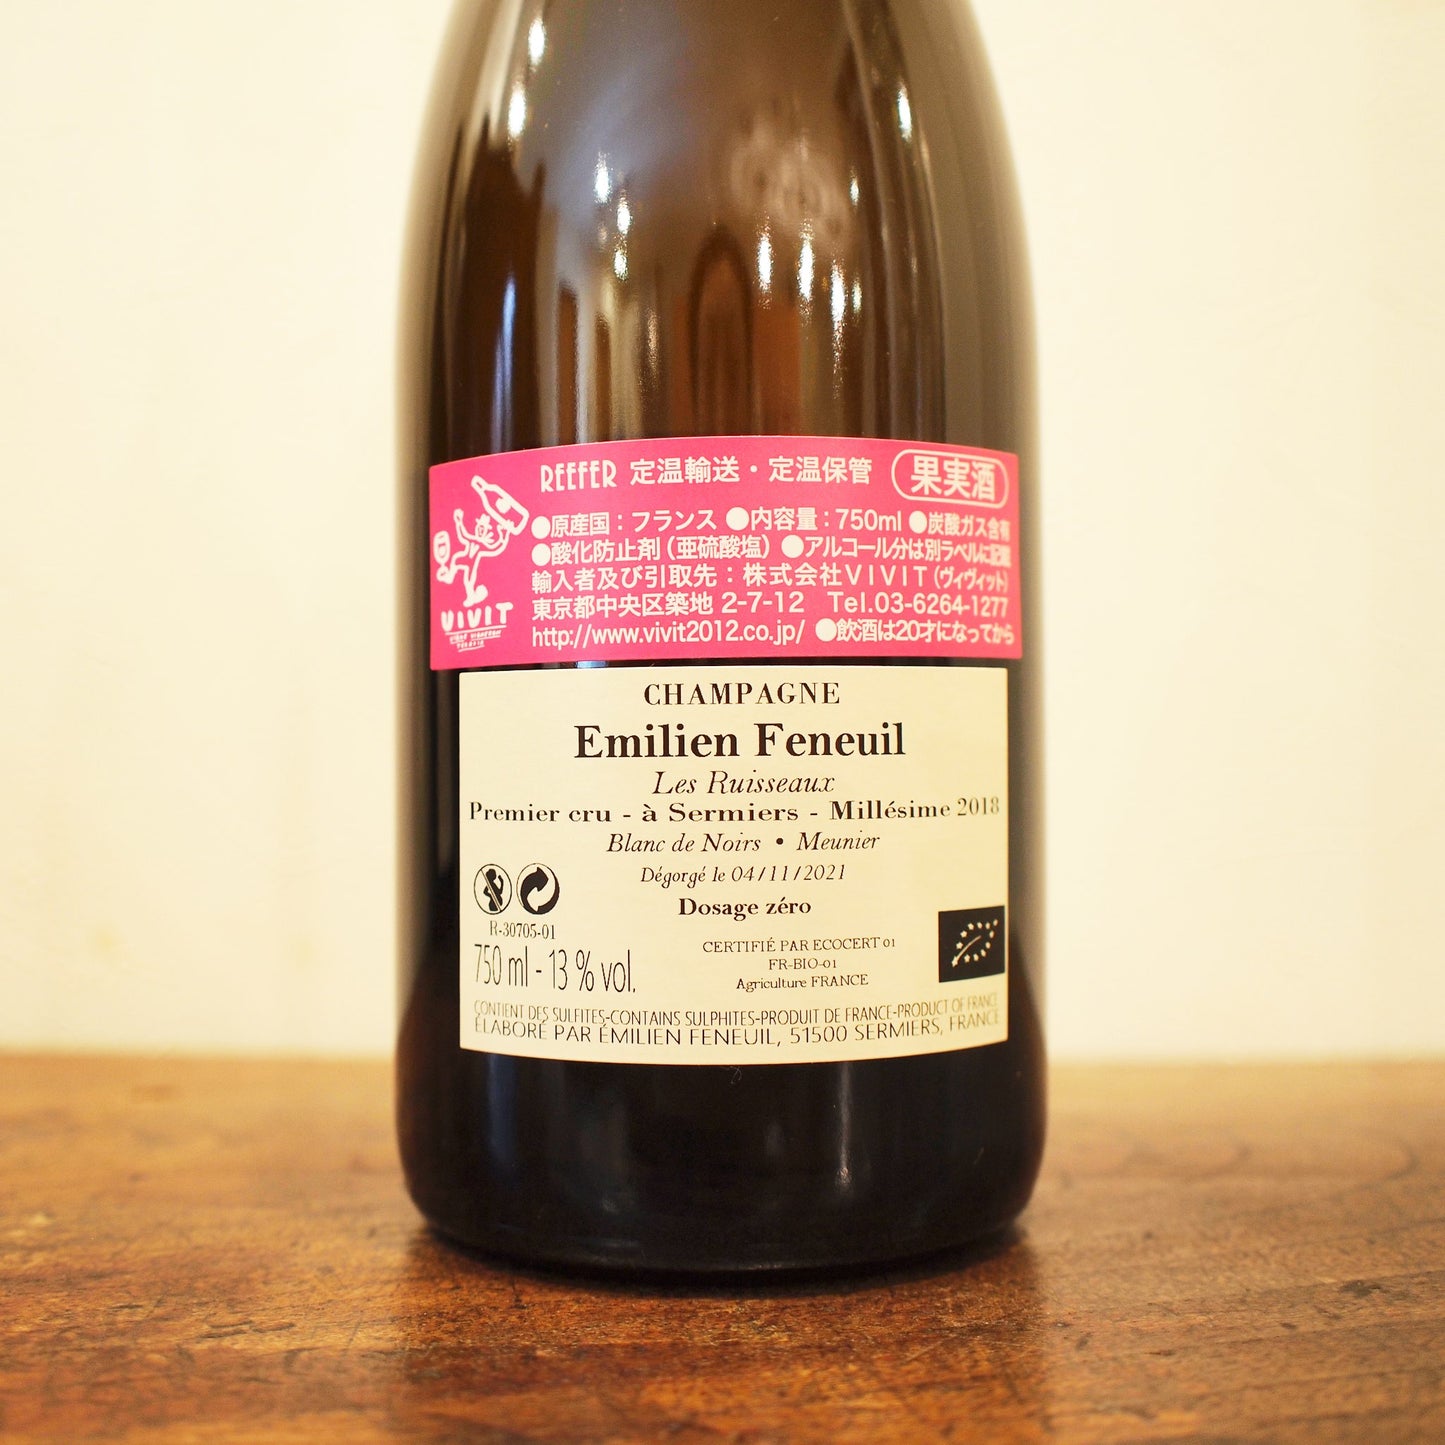 REEFER 定温輸送・定温保管 果実酒
●原産国：フランス ●内容量：750ml ●炭酸ガス含有
●酸化防止剤（亜硫酸塩） ●アルコール分は別ラベルに記載
輸入者及び引取先：株式会社VIVIT（ヴィヴィット）
東京都中央区築地 2-7-12 Tel.03-6264-1277
http://www.vivit2012.co.jp/ ●飲酒は20才になってから
VIVIT
CHAMPAGNE
Emilien Feneuil
Les Ruisseaux
Premier cru - à Sermiers - Millésime 2018
Blanc de Noirs • Meunier
Dégorgé le 04/11/2021
Dosage zéro
R-30705-01
750 ml - 13 % vol.
CERTIFIÉ PAR ECOCERT 01
FR-BIO-01
Agriculture FRANCE
CONTIENT DES SULFITES-CONTAINS SULPHITES-PRODUIT DE FRANCE-PRODUCT OF FRANCE
ÉLABORÉ PAR ÉMILIEN FENEUIL, 51500 SERMIERS, FRANCE